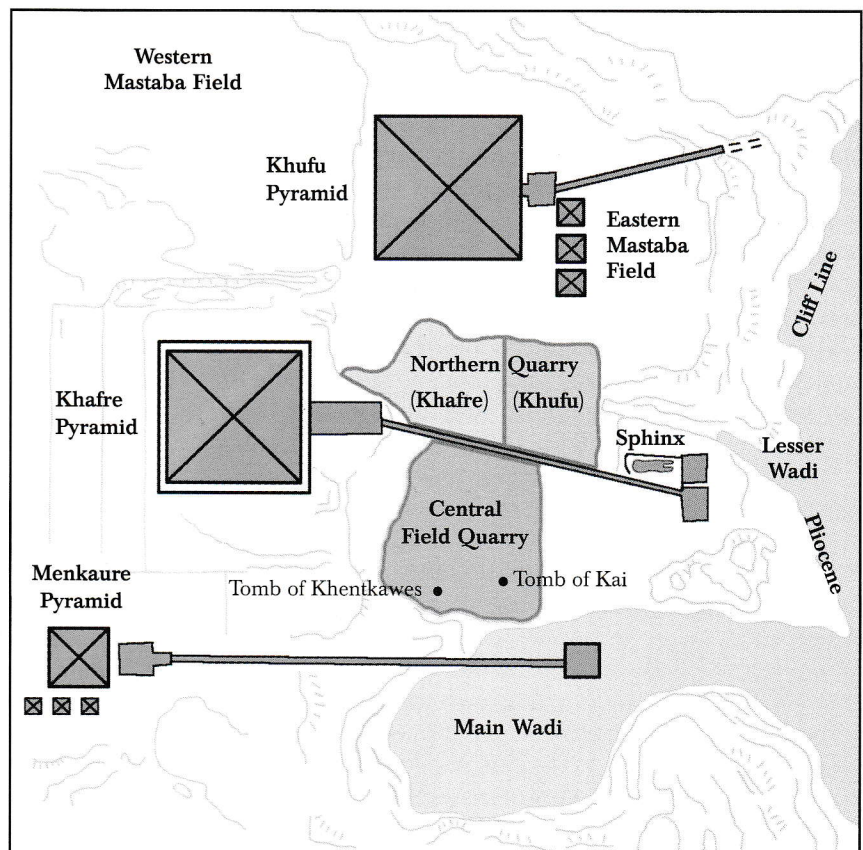 Western
Mastaba Field
Khufu
Pyramid
Eastern
Mastaba
Field
Cliff Line
Northern Quarry
(Khafre) (Khufu)
Khafre
Pyramid
Sphinx
Lesser
Wadi
Central
Field Quarry
Pliocene
Menkaure
Pyramid
Tomb of Khentkawes
Tomb of Kai
Main Wadi